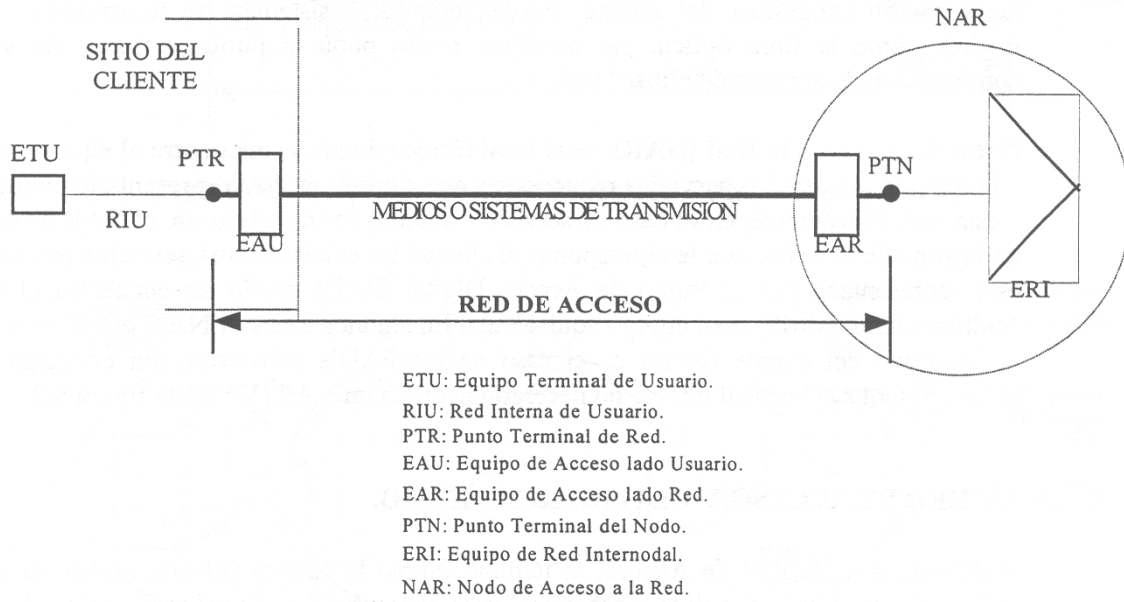 NAR
SITIO DEL
CLIENTE
ETU
PTR
PTN
RIU
MEDIOS O SISTEMAS DE TRANSMISION
EAU
EAR
ERI
RED DE ACCESO
ETU: Equipo Terminal de Usuario.
RIU: Red Interna de Usuario.
PTR: Punto Terminal de Red.
EAU: Equipo de Acceso lado Usuario.
EAR: Equipo de Acceso lado Red.
PTN: Punto Terminal del Nodo.
ERI: Equipo de Red Internodal.
NAR: Nodo de Acceso a la Red.